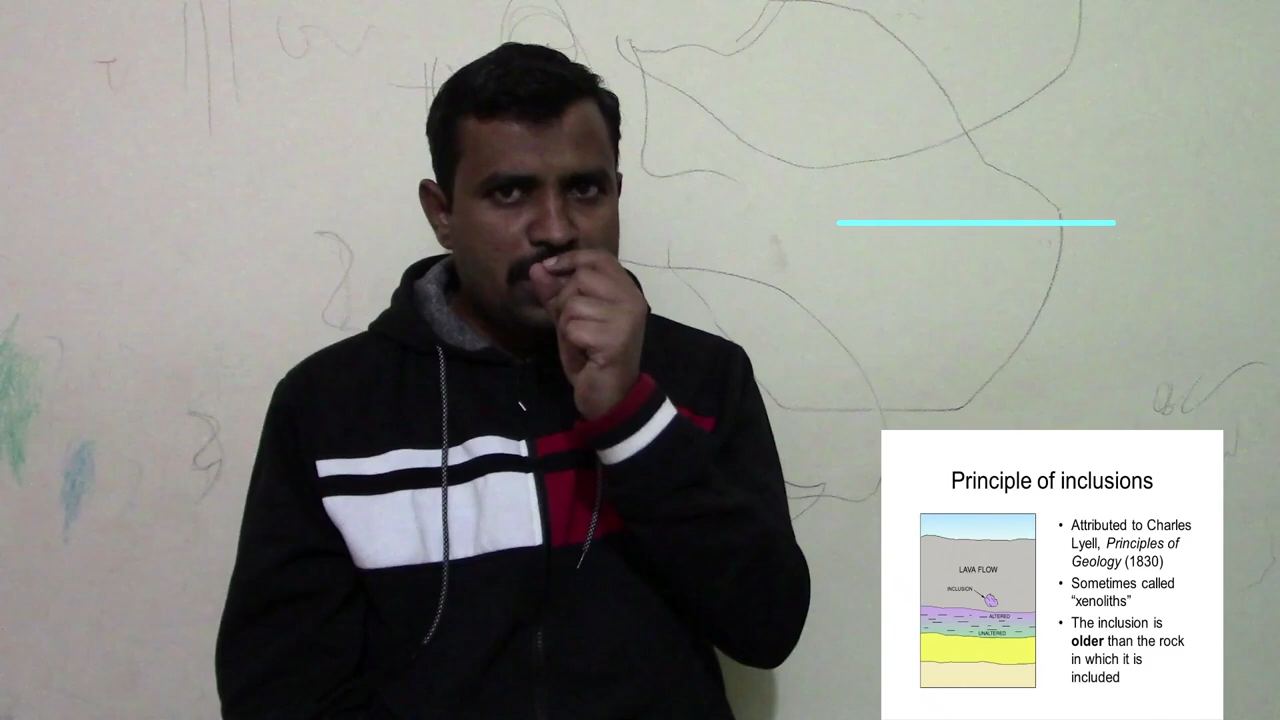 Principle of inclusions
LAVA FLOW
INCLUSION
ALTERED
UNALTERED
• Attributed to Charles
Lyell, Principles of
Geology (1830)
• Sometimes called
“xenoliths”
• The inclusion is
older than the rock
in which it is
included